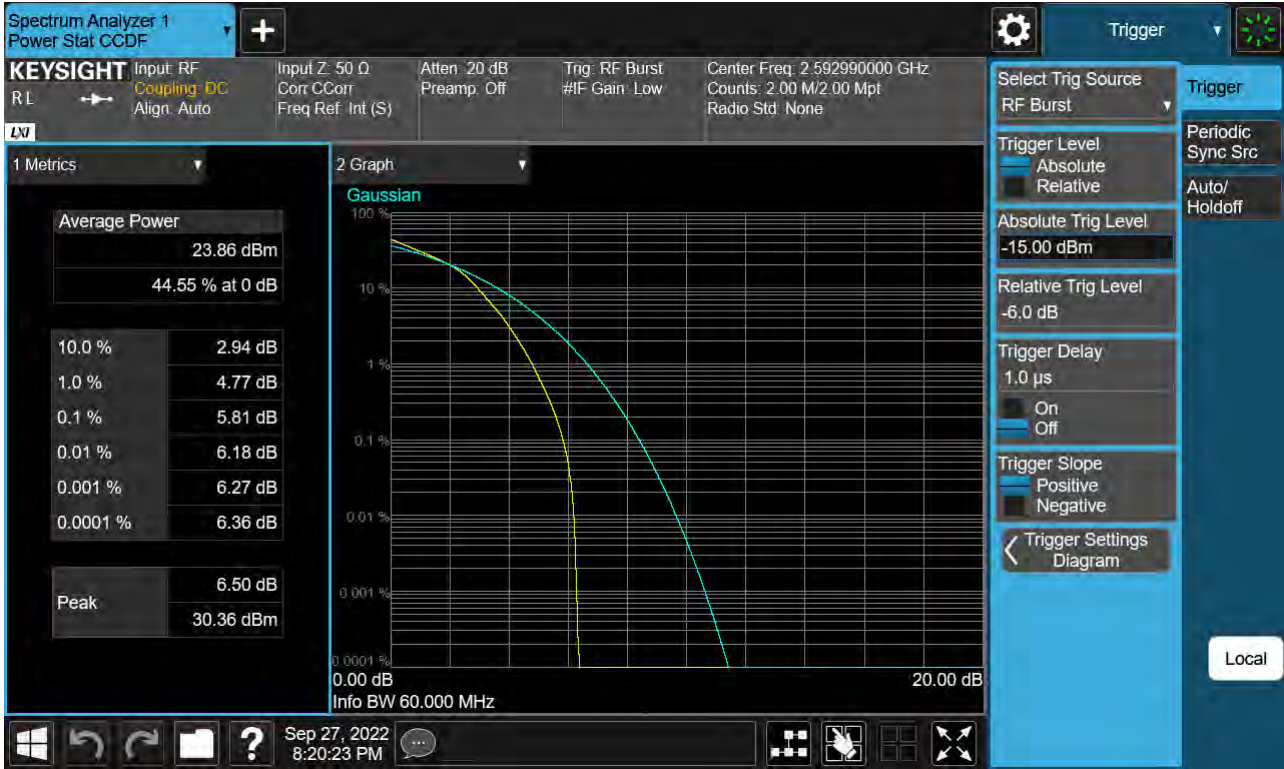 Spectrum Analyzer 1
Power Stat CCDF
+
Trigger
KEYSIGHT
R L
LXI
Input: RF
Coupling: DC
Align: Auto
Input Z: 50 Ω
Corr CCorr
Freq Ref: Int (S)
Atten: 20 dB
Preamp: Off
Trig: RF Burst
#IF Gain: Low
Center Freq: 2.592990000 GHz
Counts: 2.00 M/2.00 Mpt
Radio Std: None
1 Metrics
Average Power
23.86 dBm
44.55 % at 0 dB
10.0 % 2.94 dB
1.0 % 4.77 dB
0.1 % 5.81 dB
0.01 % 6.18 dB
0.001 % 6.27 dB
0.0001 % 6.36 dB
Peak
6.50 dB
30.36 dBm
2 Graph
Gaussian
100 %
10 %
1 %
0.1 %
0.01 %
0.001 %
0.0001 %
0.00 dB 20.00 dB
Info BW 60.000 MHz
Select Trig Source
RF Burst
Trigger Level
Absolute
Relative
Absolute Trig Level
-15.00 dBm
Relative Trig Level
-6.0 dB
Trigger Delay
1.0 µs
On
Off
Trigger Slope
Positive
Negative
Trigger Settings
Diagram
Trigger
Periodic
Sync Src
Auto/
Holdoff
Local
?
Sep 27, 2022
8:20:23 PM